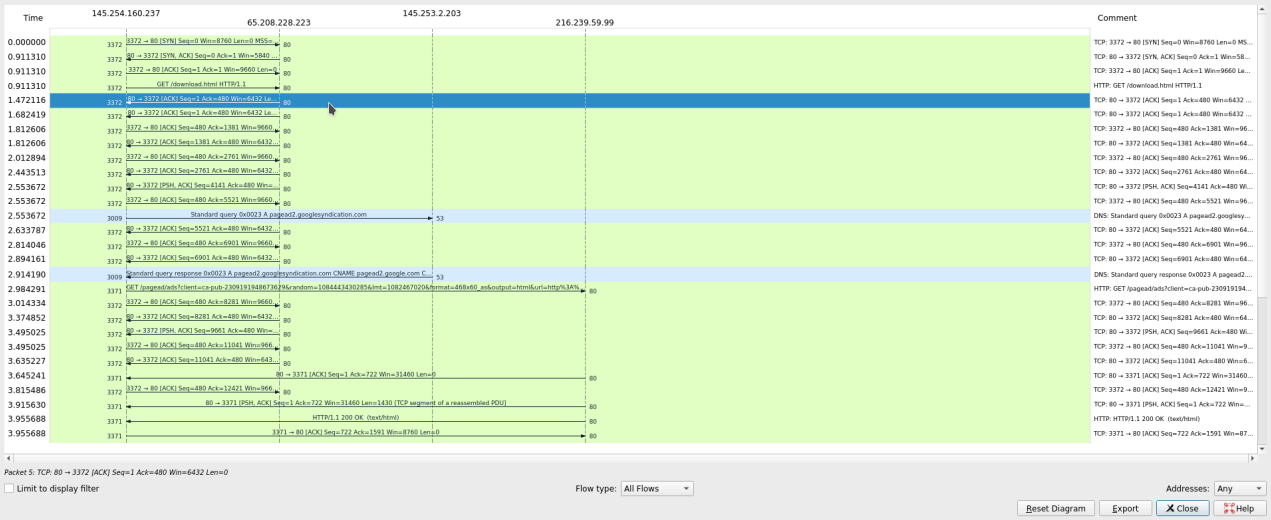 Time
145.254.160.237
65.208.228.223
145.253.2.203
216.239.59.99
Comment
0.000000 3372 3372 → 80 [SYN] Seq=0 Win=8760 Len=0 MSS=... 80 TCP: 3372 → 80 [SYN] Seq=0 Win=8760 Len=0 MS...
0.911310 3372 80 → 3372 [SYN, ACK] Seq=0 Ack=1 Win=5840 ... 80 TCP: 80 → 3372 [SYN, ACK] Seq=0 Ack=1 Win=58...
0.911310 3372 3372 → 80 [ACK] Seq=1 Ack=1 Win=9660 Len=0 80 TCP: 3372 → 80 [ACK] Seq=1 Ack=1 Win=9660 Le...
0.911310 3372 GET /download.html HTTP/1.1 80 HTTP: GET /download.html HTTP/1.1
1.472116 3372 80 → 3372 [ACK] Seq=1 Ack=480 Win=6432 Le... 80 TCP: 80 → 3372 [ACK] Seq=1 Ack=480 Win=6432 ...
1.682419 3372 80 → 3372 [ACK] Seq=1 Ack=480 Win=6432 Le... 80 TCP: 80 → 3372 [ACK] Seq=1 Ack=480 Win=6432 ...
1.812606 3372 3372 → 80 [ACK] Seq=480 Ack=1381 Win=9660... 80 TCP: 3372 → 80 [ACK] Seq=480 Ack=1381 Win=96...
1.812606 3372 80 → 3372 [ACK] Seq=1381 Ack=480 Win=6432... 80 TCP: 80 → 3372 [ACK] Seq=1381 Ack=480 Win=64...
2.012894 3372 3372 → 80 [ACK] Seq=480 Ack=2761 Win=9660... 80 TCP: 3372 → 80 [ACK] Seq=480 Ack=2761 Win=96...
2.443513 3372 80 → 3372 [ACK] Seq=2761 Ack=480 Win=6432... 80 TCP: 80 → 3372 [ACK] Seq=2761 Ack=480 Win=64...
2.553672 3372 80 → 3372 [PSH, ACK] Seq=4141 Ack=480 Win=... 80 TCP: 80 → 3372 [PSH, ACK] Seq=4141 Ack=480 Wi...
2.553672 3372 3372 → 80 [ACK] Seq=480 Ack=5521 Win=9660... 80 TCP: 3372 → 80 [ACK] Seq=480 Ack=5521 Win=96...
2.553672 3009 Standard query 0x0023 A pagead2.googlesyndication.com 53 DNS: Standard query 0x0023 A pagead2.googlesy...
2.633787 3372 80 → 3372 [ACK] Seq=5521 Ack=480 Win=6432... 80 TCP: 80 → 3372 [ACK] Seq=5521 Ack=480 Win=64...
2.814046 3372 3372 → 80 [ACK] Seq=480 Ack=6901 Win=9660... 80 TCP: 3372 → 80 [ACK] Seq=480 Ack=6901 Win=96...
2.894161 3372 80 → 3372 [ACK] Seq=6901 Ack=480 Win=6432... 80 TCP: 80 → 3372 [ACK] Seq=6901 Ack=480 Win=64...
2.914190 3009 Standard query response 0x0023 A pagead2.googlesyndication.com CNAME pagead2.google.com C... 53 DNS: Standard query response 0x0023 A pagead2....
2.984291 3371 GET /pagead/ads?client=ca-pub-2309191948673629&random=1084443430285&lmt=1082467020&format=468x60_as&output=html&url=http%3A%... 80 HTTP: GET /pagead/ads?client=ca-pub-230919194...
3.014334 3372 3372 → 80 [ACK] Seq=480 Ack=8281 Win=9660... 80 TCP: 3372 → 80 [ACK] Seq=480 Ack=8281 Win=96...
3.374852 3372 80 → 3372 [ACK] Seq=8281 Ack=480 Win=6432... 80 TCP: 80 → 3372 [ACK] Seq=8281 Ack=480 Win=64...
3.495025 3372 80 → 3372 [PSH, ACK] Seq=9661 Ack=480 Win=... 80 TCP: 80 → 3372 [PSH, ACK] Seq=9661 Ack=480 Wi...
3.495025 3372 3372 → 80 [ACK] Seq=480 Ack=11041 Win=966... 80 TCP: 3372 → 80 [ACK] Seq=480 Ack=11041 Win=9...
3.635227 3372 80 → 3372 [ACK] Seq=11041 Ack=480 Win=643... 80 TCP: 80 → 3372 [ACK] Seq=11041 Ack=480 Win=6...
3.645241 3371 80 → 3371 [ACK] Seq=1 Ack=722 Win=31460 Len=0 80 TCP: 80 → 3371 [ACK] Seq=1 Ack=722 Win=31460...
3.815486 3372 3372 → 80 [ACK] Seq=480 Ack=12421 Win=966... 80 TCP: 3372 → 80 [ACK] Seq=480 Ack=12421 Win=9...
3.915630 3371 80 → 3371 [PSH, ACK] Seq=1 Ack=722 Win=31460 Len=1430 [TCP segment of a reassembled PDU] 80 TCP: 80 → 3371 [PSH, ACK] Seq=1 Ack=722 Win=...
3.955688 3371 HTTP/1.1 200 OK (text/html) 80 HTTP: HTTP/1.1 200 OK (text/html)
3.955688 3371 3371 → 80 [ACK] Seq=722 Ack=1591 Win=8760 Len=0 80 TCP: 3371 → 80 [ACK] Seq=722 Ack=1591 Win=87...
Packet 5: TCP: 80 → 3372 [ACK] Seq=1 Ack=480 Win=6432 Len=0
Limit to display filter Flow type: All Flows Addresses: Any
Reset Diagram Export Close Help